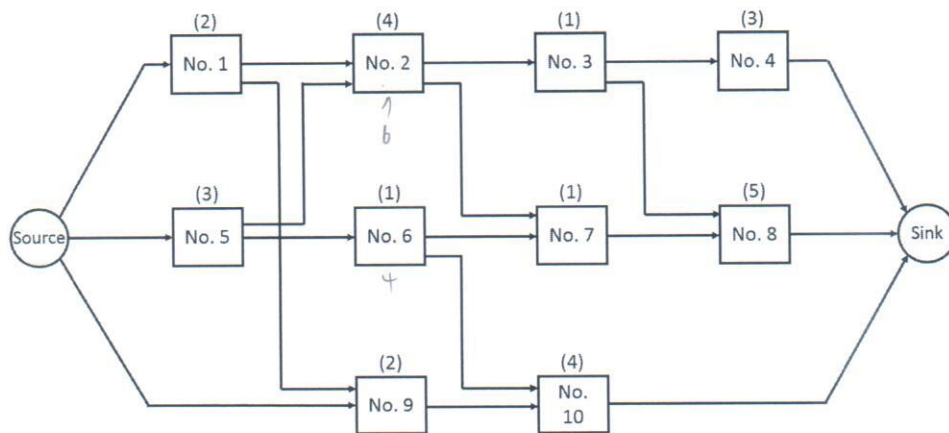 (2)
(4)
(1)
(3)
No. 1
No. 2
No. 3
No. 4
6
(3)
(1)
(1)
(5)
Source
No. 5
No. 6
No. 7
No. 8
Sink
4
(2)
(4)
No. 9
No.
10